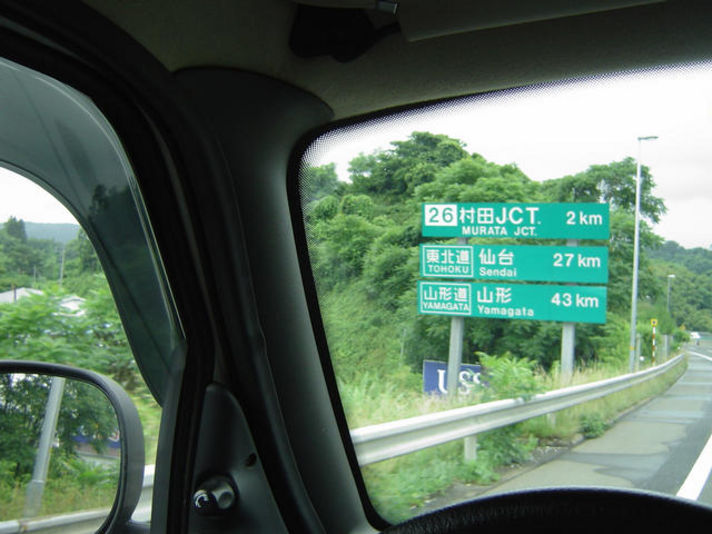 26 村田JCT. 2 km
MURATA JCT.
東北道 仙台 27 km
TOHOKU Sendai
山形道 山形 43 km
YAMAGATA Yamagata
USS